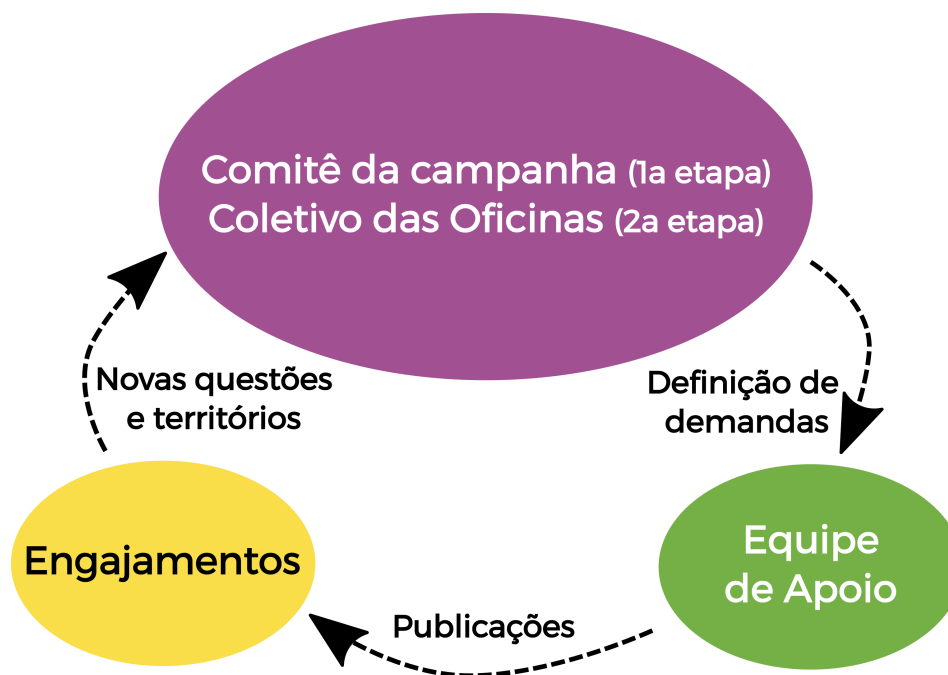 Comitê da campanha (1a etapa)
Coletivo das Oficinas (2a etapa)
Novas questões
e territórios
Definição de
demandas
Engajamentos
Equipe
de Apoio
Publicações